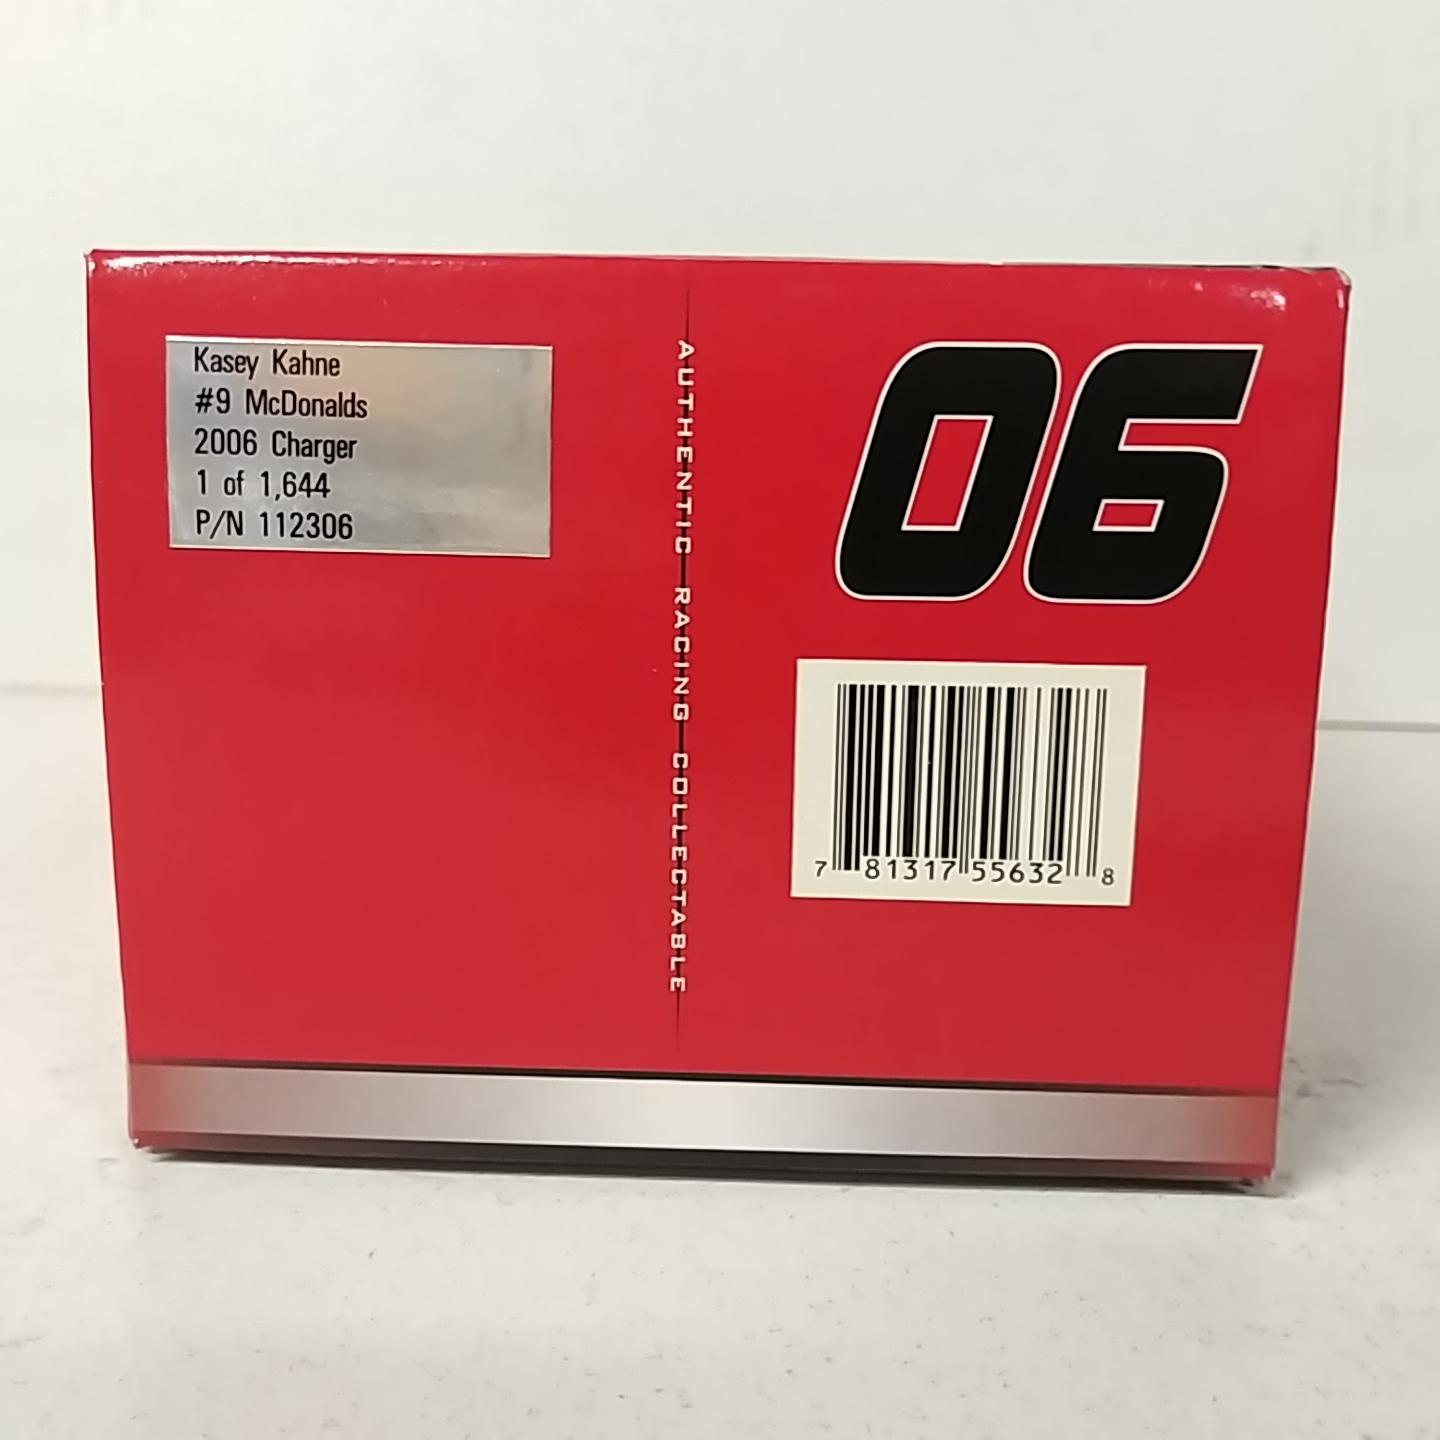 Kasey Kahne
#9 McDonalds
2006 Charger
1 of 1,644
P/N 112306
AUTHENTIC RACING COLLECTABLE
06
7 81317 55632 8